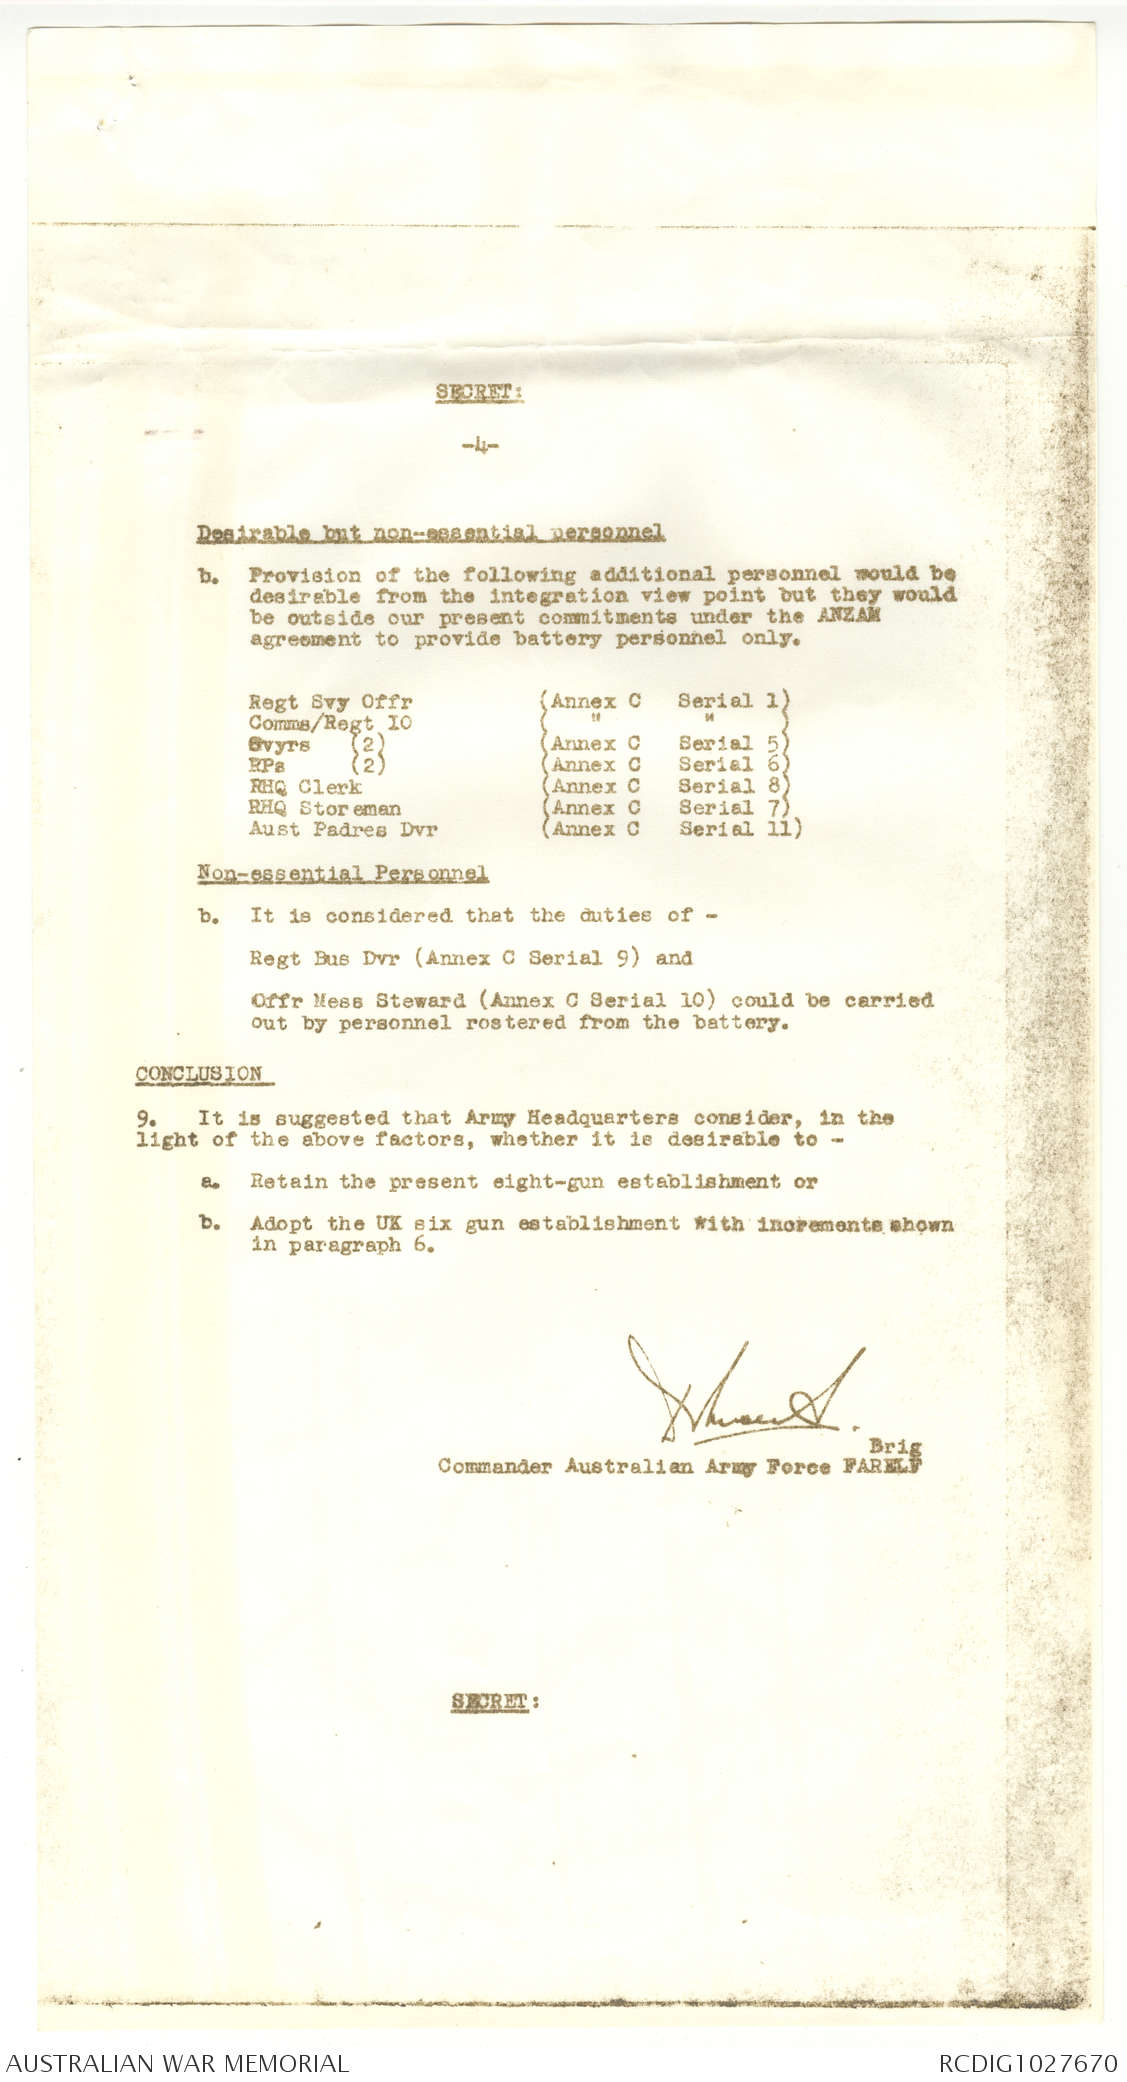 SECRET:
-4-
Desirable but non-essential personnel
b. Provision of the following additional personnel would be
desirable from the integration view point but they would
be outside our present commitments under the ANZAM
agreement to provide battery personnel only.
Regt Svy Offr (Annex C Serial 1)
Comms/Regt IO ( " " )
Svyrs (2) (Annex C Serial 5)
RPs (2) (Annex C Serial 6)
RHQ Clerk (Annex C Serial 8)
RHQ Storeman (Annex C Serial 7)
Aust Padres Dvr (Annex C Serial 11)
Non-essential Personnel
b. It is considered that the duties of -
Regt Bus Dvr (Annex C Serial 9) and
Offr Mess Steward (Annex C Serial 10) could be carried
out by personnel rostered from the battery.
CONCLUSION
9. It is suggested that Army Headquarters consider, in the
light of the above factors, whether it is desirable to -
a. Retain the present eight-gun establishment or
b. Adopt the UK six gun establishment with increments shown
in paragraph 6.
Brig
Commander Australian Army Force FARELF
SECRET:
AUSTRALIAN WAR MEMORIAL
RCDIG1027670